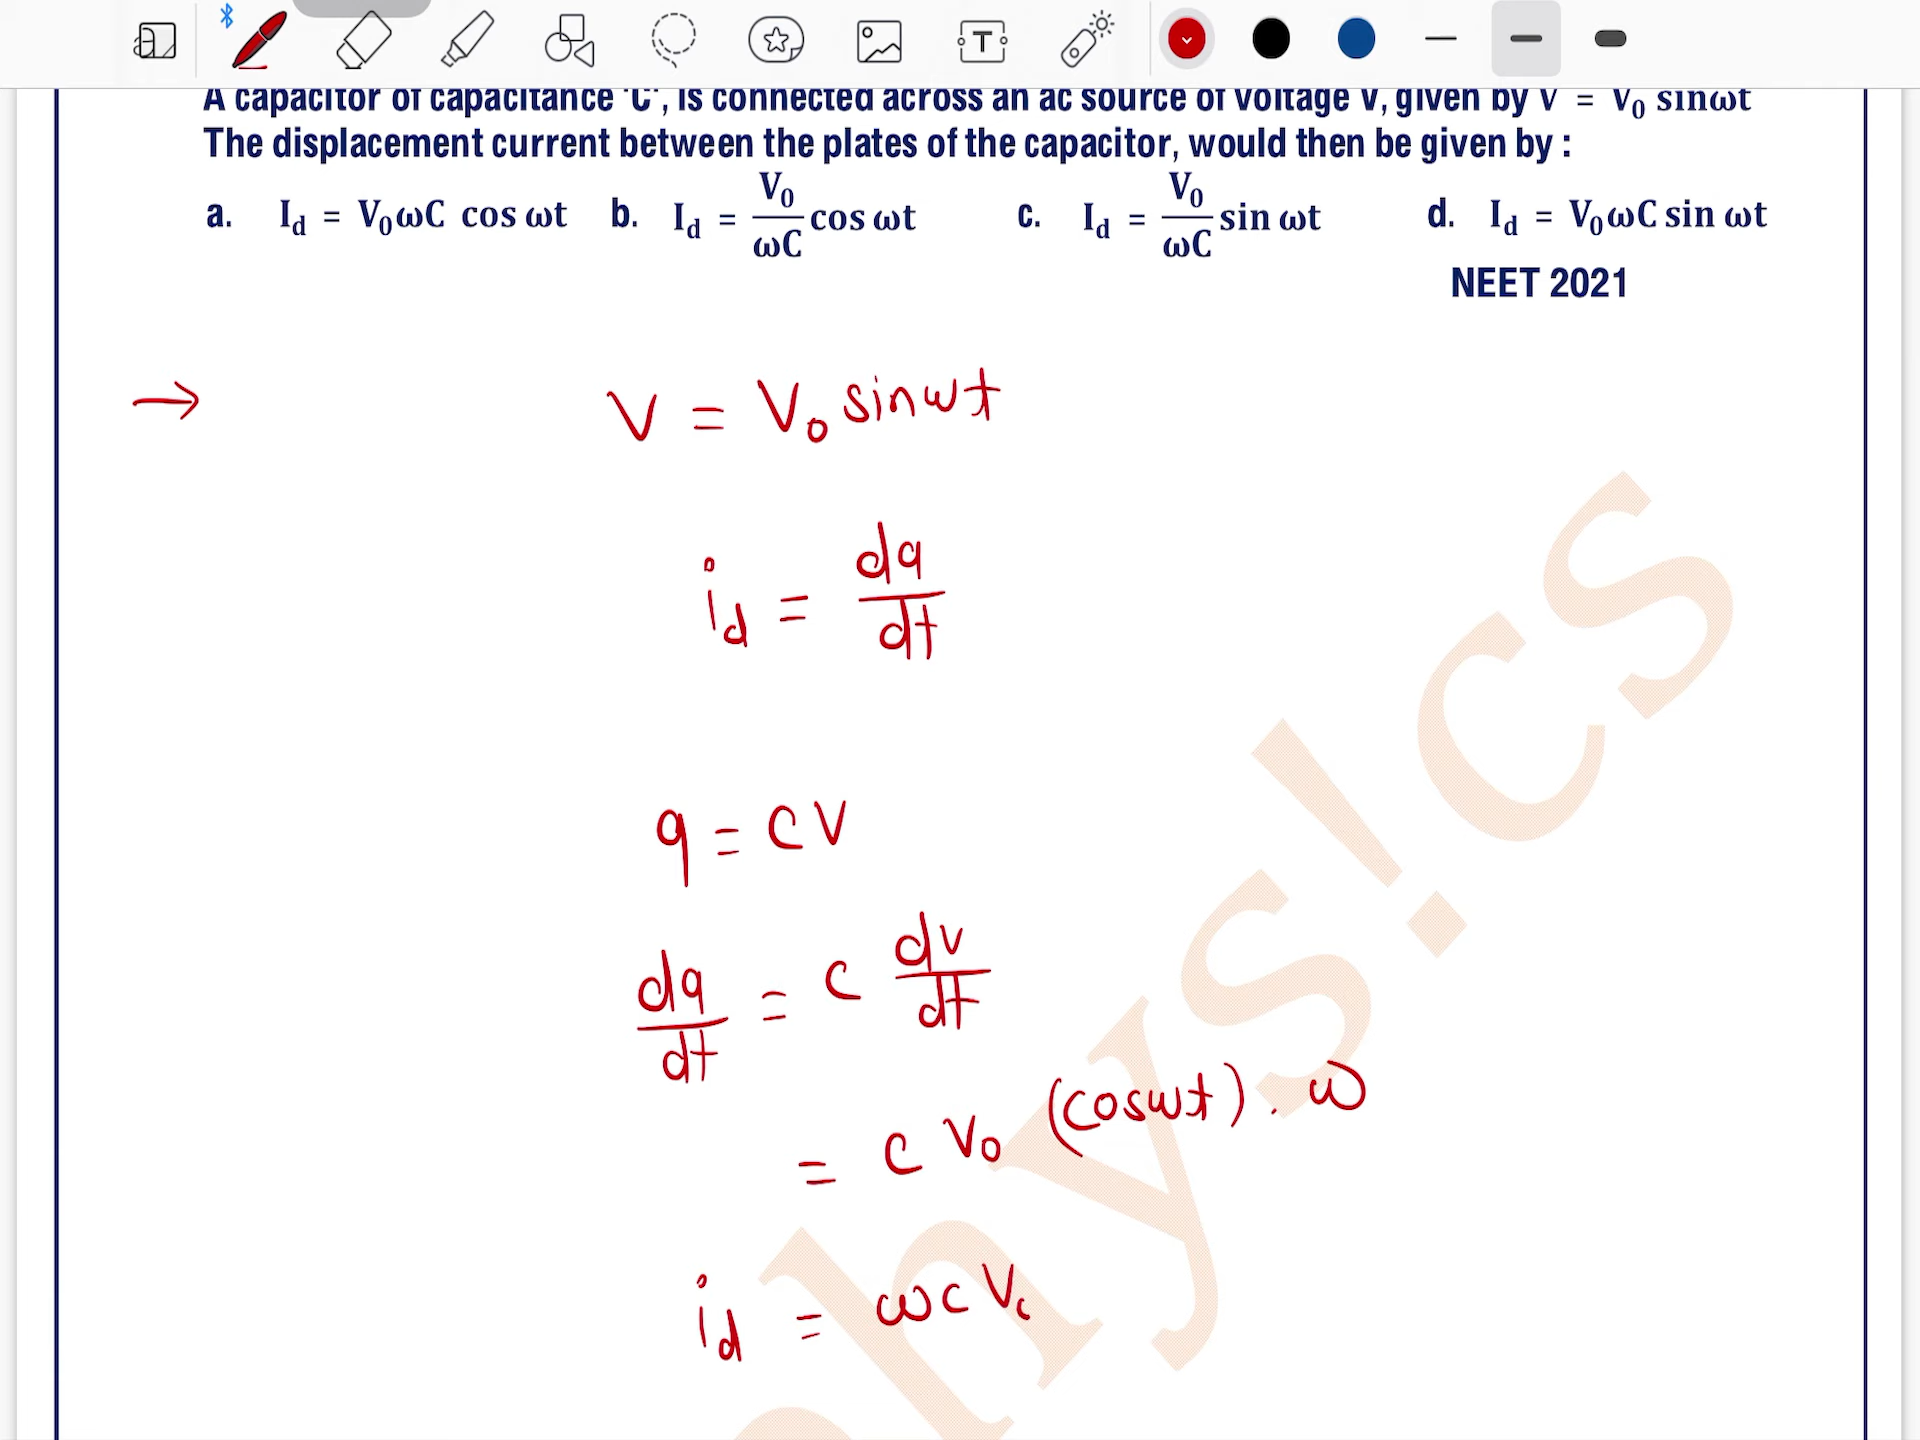 A capacitor of capacitance 'C', is connected across an ac source of voltage V, given by V = V₀ sinωt
The displacement current between the plates of the capacitor, would then be given by :
a. I_d = V₀ωC cos ωt b. I_d = V₀/ωC cos ωt c. I_d = V₀/ωC sin ωt d. I_d = V₀ωC sin ωt
NEET 2021
→ V = V₀ sinωt
i_d = dq/dt
q = CV
dq/dt = C dv/dt
= C V₀ (cosωt) . ω
i_d = ωC V
hys!cs